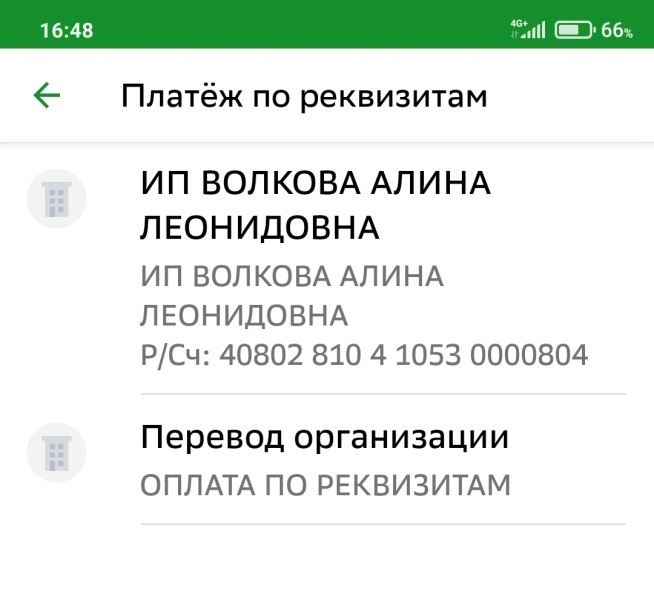 16:48 4G+ 66%
Платёж по реквизитам
ИП ВОЛКОВА АЛИНА
ЛЕОНИДОВНА
ИП ВОЛКОВА АЛИНА
ЛЕОНИДОВНА
Р/Сч: 40802 810 4 1053 0000804
Перевод организации
ОПЛАТА ПО РЕКВИЗИТАМ